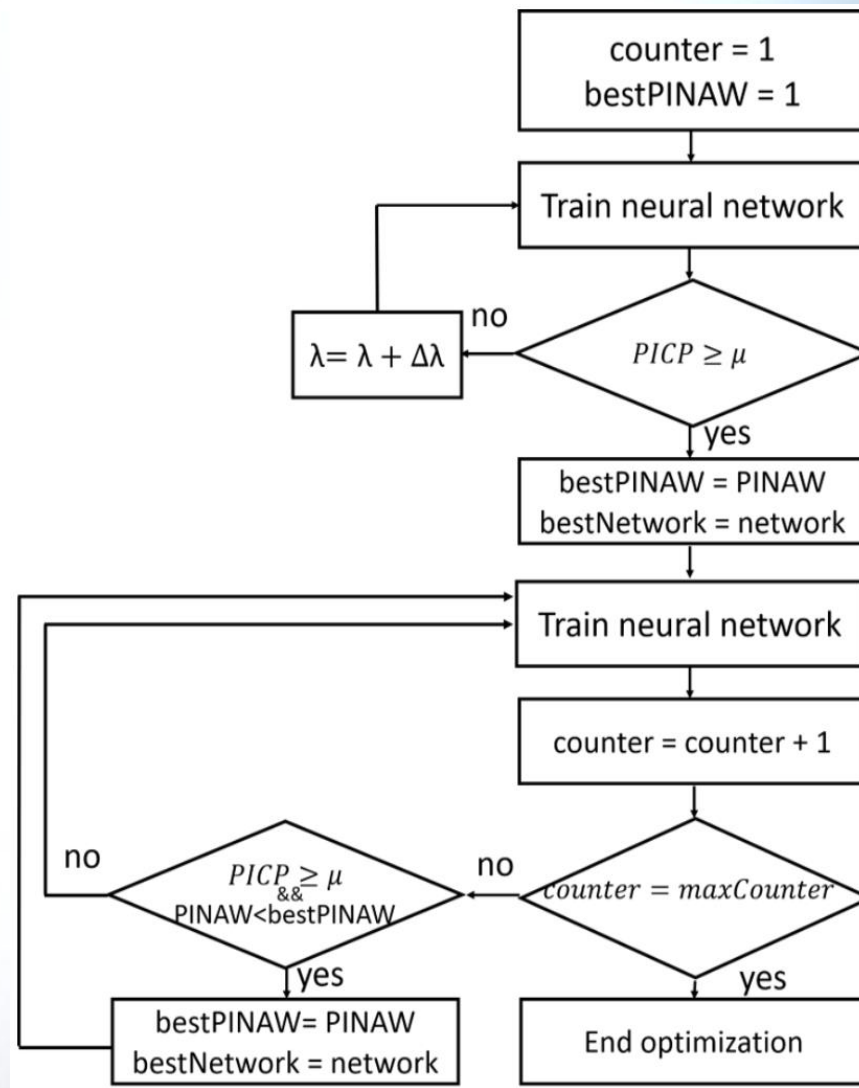 counter = 1
bestPINAW = 1
Train neural network
no
λ= λ + Δλ
PICP ≥ μ
yes
bestPINAW = PINAW
bestNetwork = network
Train neural network
counter = counter + 1
no
PICP ≥ μ
&&
PINAW<bestPINAW
no
counter = maxCounter
yes
bestPINAW= PINAW
bestNetwork = network
yes
End optimization